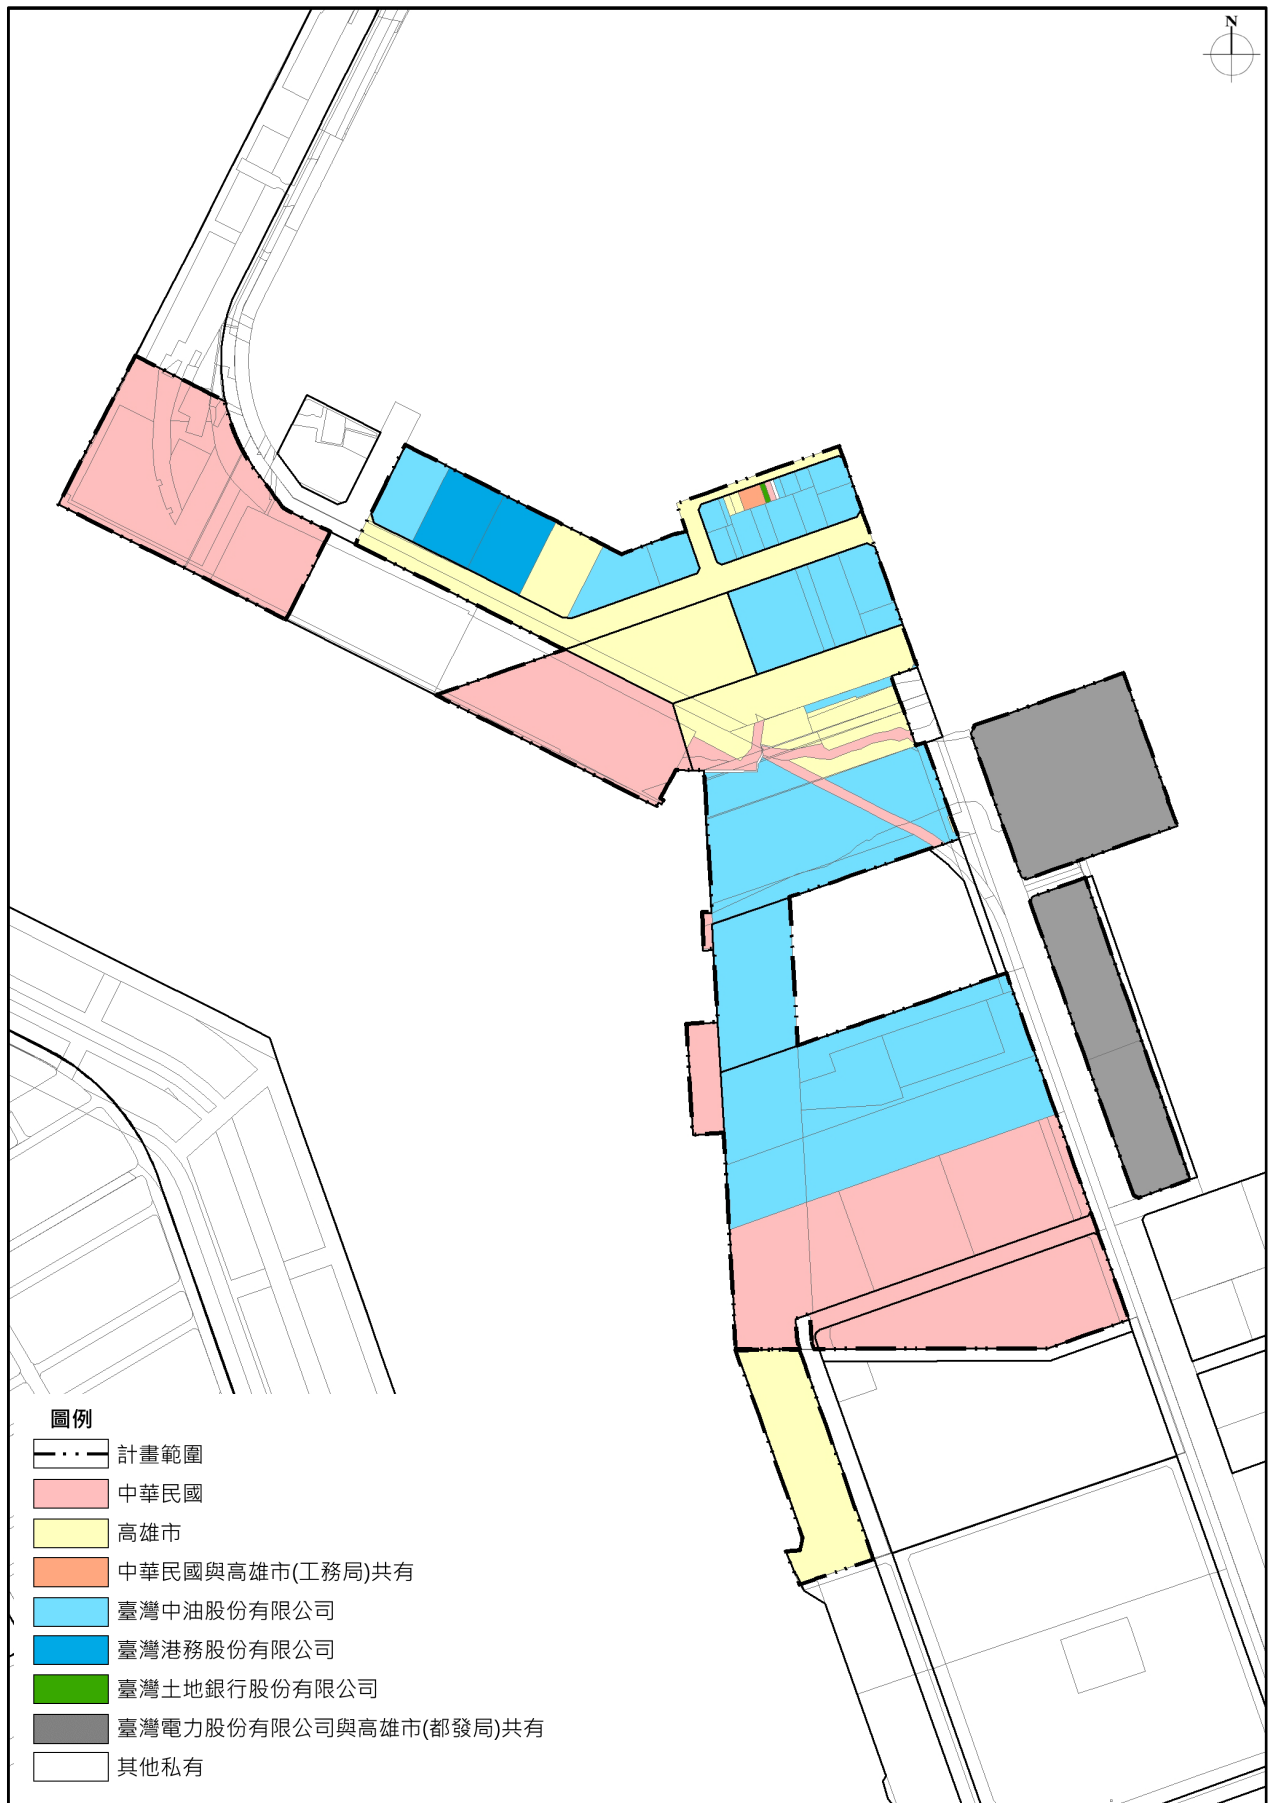 N
圖例
計畫範圍
中華民國
高雄市
中華民國與高雄市(工務局)共有
臺灣中油股份有限公司
臺灣港務股份有限公司
臺灣土地銀行股份有限公司
臺灣電力股份有限公司與高雄市(都發局)共有
其他私有